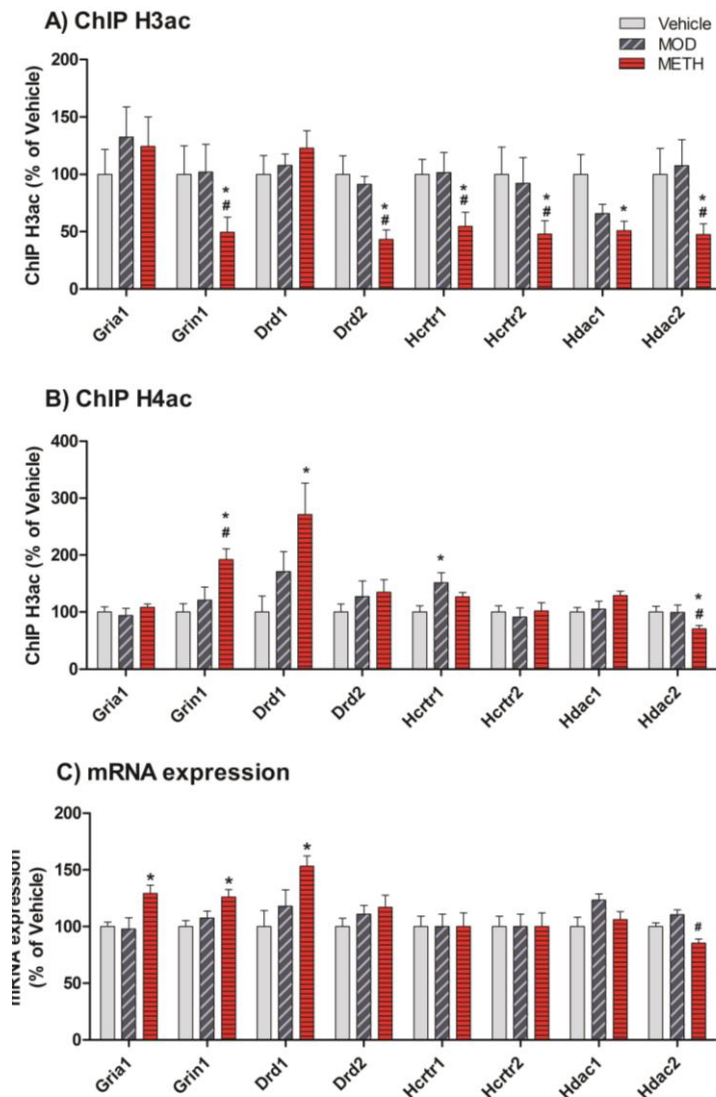 A) ChIP H3ac
Vehicle
MOD
METH
ChIP H3ac (% of Vehicle)
200
150
100
50
0
*
#
*
#
*
#
*
#
*
*
#
Gria1
Grin1
Drd1
Drd2
Hcrtr1
Hcrtr2
Hdac1
Hdac2
B) ChIP H4ac
ChIP H3ac (% of Vehicle)
400
300
200
100
0
*
#
*
*
*
#
Gria1
Grin1
Drd1
Drd2
Hcrtr1
Hcrtr2
Hdac1
Hdac2
C) mRNA expression
mRNA expression
(% of Vehicle)
200
150
100
50
0
*
*
*
#
Gria1
Grin1
Drd1
Drd2
Hcrtr1
Hcrtr2
Hdac1
Hdac2